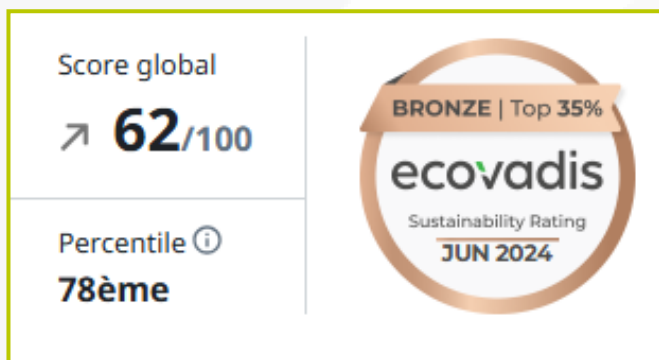 Score global
62/100
Percentile
78ème
BRONZE | Top 35%
ecovadis
Sustainability Rating
JUN 2024